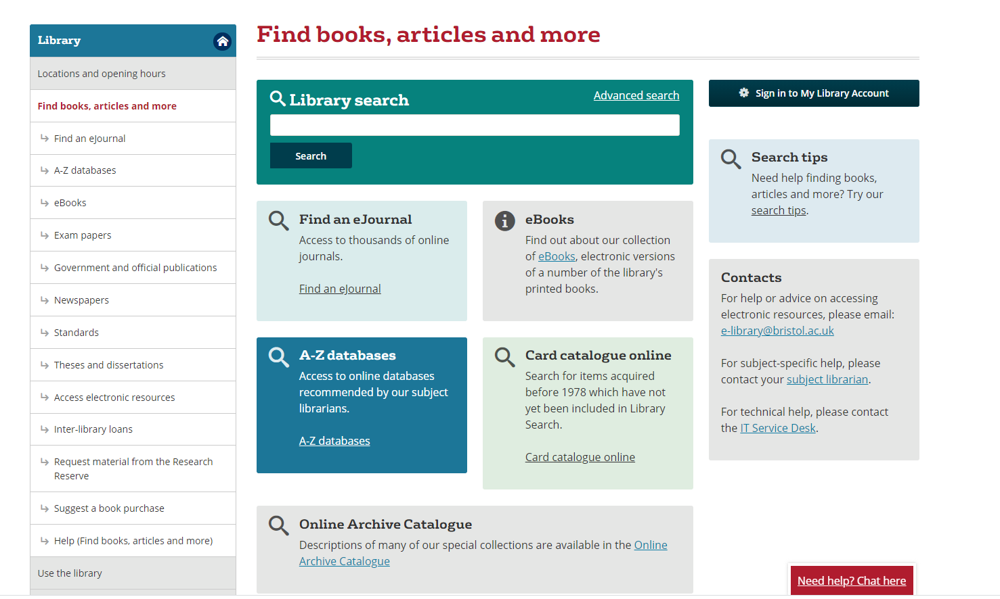 Library
Locations and opening hours
Find books, articles and more
Find an eJournal
A-Z databases
eBooks
Exam papers
Government and official publications
Newspapers
Standards
Theses and dissertations
Access electronic resources
Inter-library loans
Request material from the Research
Reserve
Suggest a book purchase
Help (Find books, articles and more)
Use the library
Find books, articles and more
Library search
Advanced search
Search
Find an eJournal
Access to thousands of online
journals.
Find an eJournal
eBooks
Find out about our collection
of eBooks, electronic versions
of a number of the library's
printed books.
A-Z databases
Access to online databases
recommended by our subject
librarians.
A-Z databases
Card catalogue online
Search for items acquired
before 1978 which have not
yet been included in Library
Search.
Card catalogue online
Online Archive Catalogue
Descriptions of many of our special collections are available in the Online
Archive Catalogue
Sign in to My Library Account
Search tips
Need help finding books,
articles and more? Try our
search tips.
Contacts
For help or advice on accessing
electronic resources, please email:
e-library@bristol.ac.uk
For subject-specific help, please
contact your subject librarian.
For technical help, please contact
the IT Service Desk.
Need help? Chat here